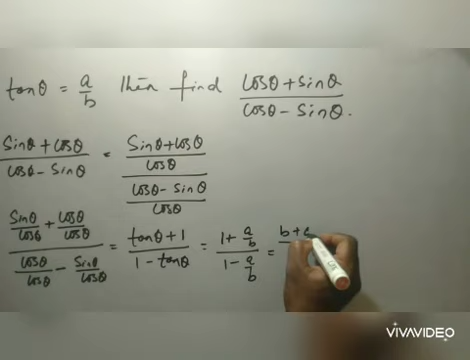 tanθ = a/b then find (cosθ + sinθ)/(cosθ - sinθ).
(Sinθ + cosθ)/(cosθ - Sinθ) = ((Sinθ + cosθ)/cosθ)/((cosθ - Sinθ)/cosθ)
(Sinθ/cosθ + cosθ/cosθ)/(cosθ/cosθ - Sinθ/cosθ) = (tanθ + 1)/(1 - tanθ) = (1 + a/b)/(1 - a/b) = b +
VIVAVIDEO